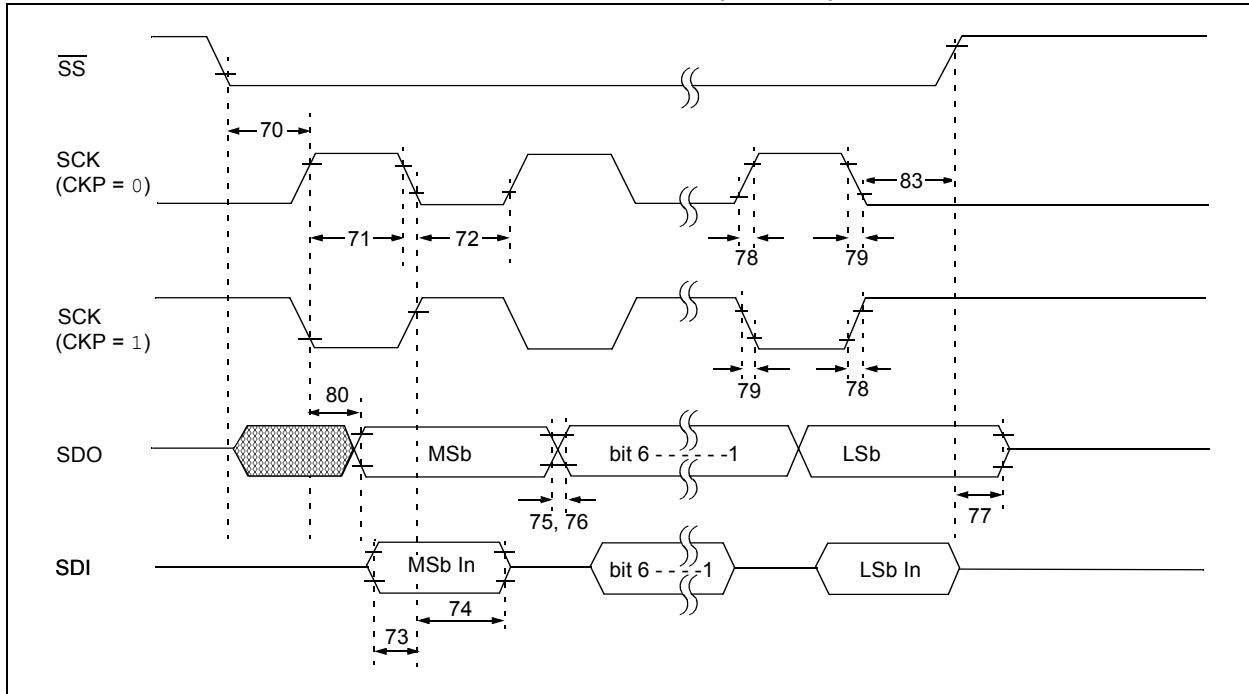 SS
70
SCK
(CKP = 0)
83
71
72
78
79
SCK
(CKP = 1)
79
78
80
SDO
MSb
bit 6 - - - - - -1
LSb
75, 76
77
SDI
MSb In
bit 6 - - - -1
LSb In
74
73